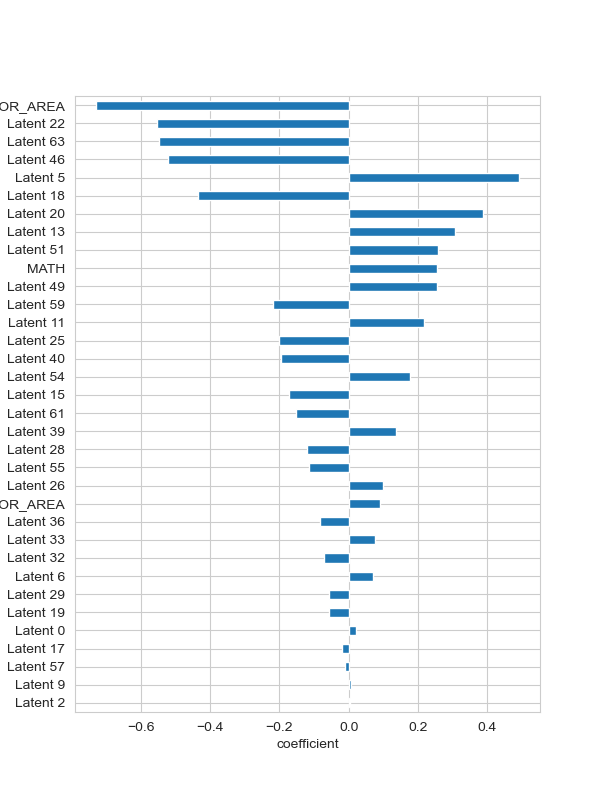 OR_AREA
Latent 22
Latent 63
Latent 46
Latent 5
Latent 18
Latent 20
Latent 13
Latent 51
MATH
Latent 49
Latent 59
Latent 11
Latent 25
Latent 40
Latent 54
Latent 15
Latent 61
Latent 39
Latent 28
Latent 55
Latent 26
OR_AREA
Latent 36
Latent 33
Latent 32
Latent 6
Latent 29
Latent 19
Latent 0
Latent 17
Latent 57
Latent 9
Latent 2
−0.6 −0.4 −0.2 0.0 0.2 0.4
coefficient